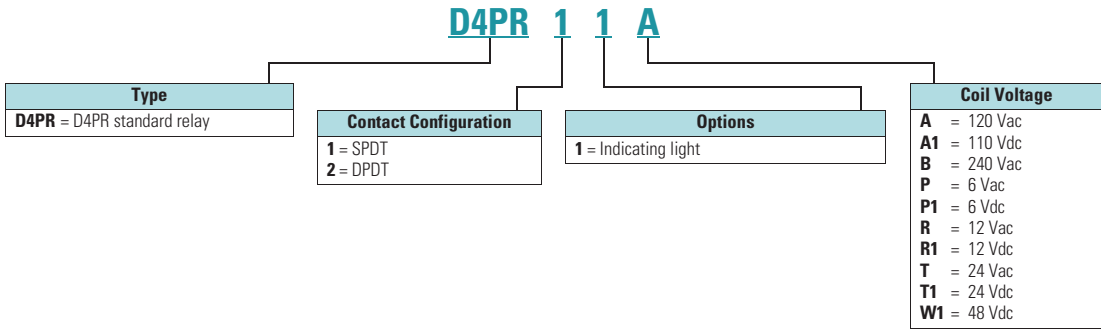 D4PR 1 1 A
Type
D4PR = D4PR standard relay
Contact Configuration
1 = SPDT
2 = DPDT
Options
1 = Indicating light
Coil Voltage
A = 120 Vac
A1 = 110 Vdc
B = 240 Vac
P = 6 Vac
P1 = 6 Vdc
R = 12 Vac
R1 = 12 Vdc
T = 24 Vac
T1 = 24 Vdc
W1 = 48 Vdc